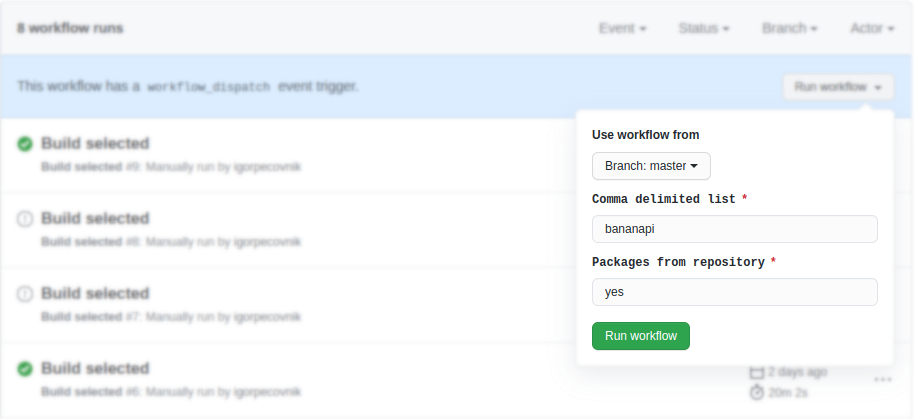 8 workflow runs
Event
Status
Branch
Actor
This workflow has a workflow_dispatch event trigger.
Run workflow
Build selected
Build selected #9: Manually run by igorpecovnik
Build selected
Build selected #8: Manually run by igorpecovnik
Build selected
Build selected #7: Manually run by igorpecovnik
Build selected
Build selected #6: Manually run by igorpecovnik
Use workflow from
Branch: master
Comma delimited list *
bananapi
Packages from repository *
yes
Run workflow
2 days ago
20m 2s